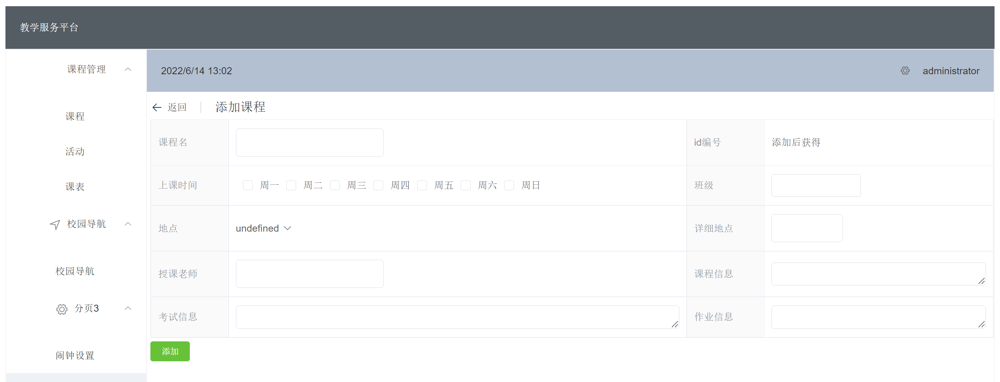 教学服务平台
课程管理
2022/6/14 13:02
administrator
返回
添加课程
课程
活动
课表
校园导航
校园导航
分页3
闹钟设置
课程名
id编号
添加后获得
上课时间
周一 周二 周三 周四 周五 周六 周日
班级
地点
undefined
详细地点
授课老师
课程信息
考试信息
作业信息
添加